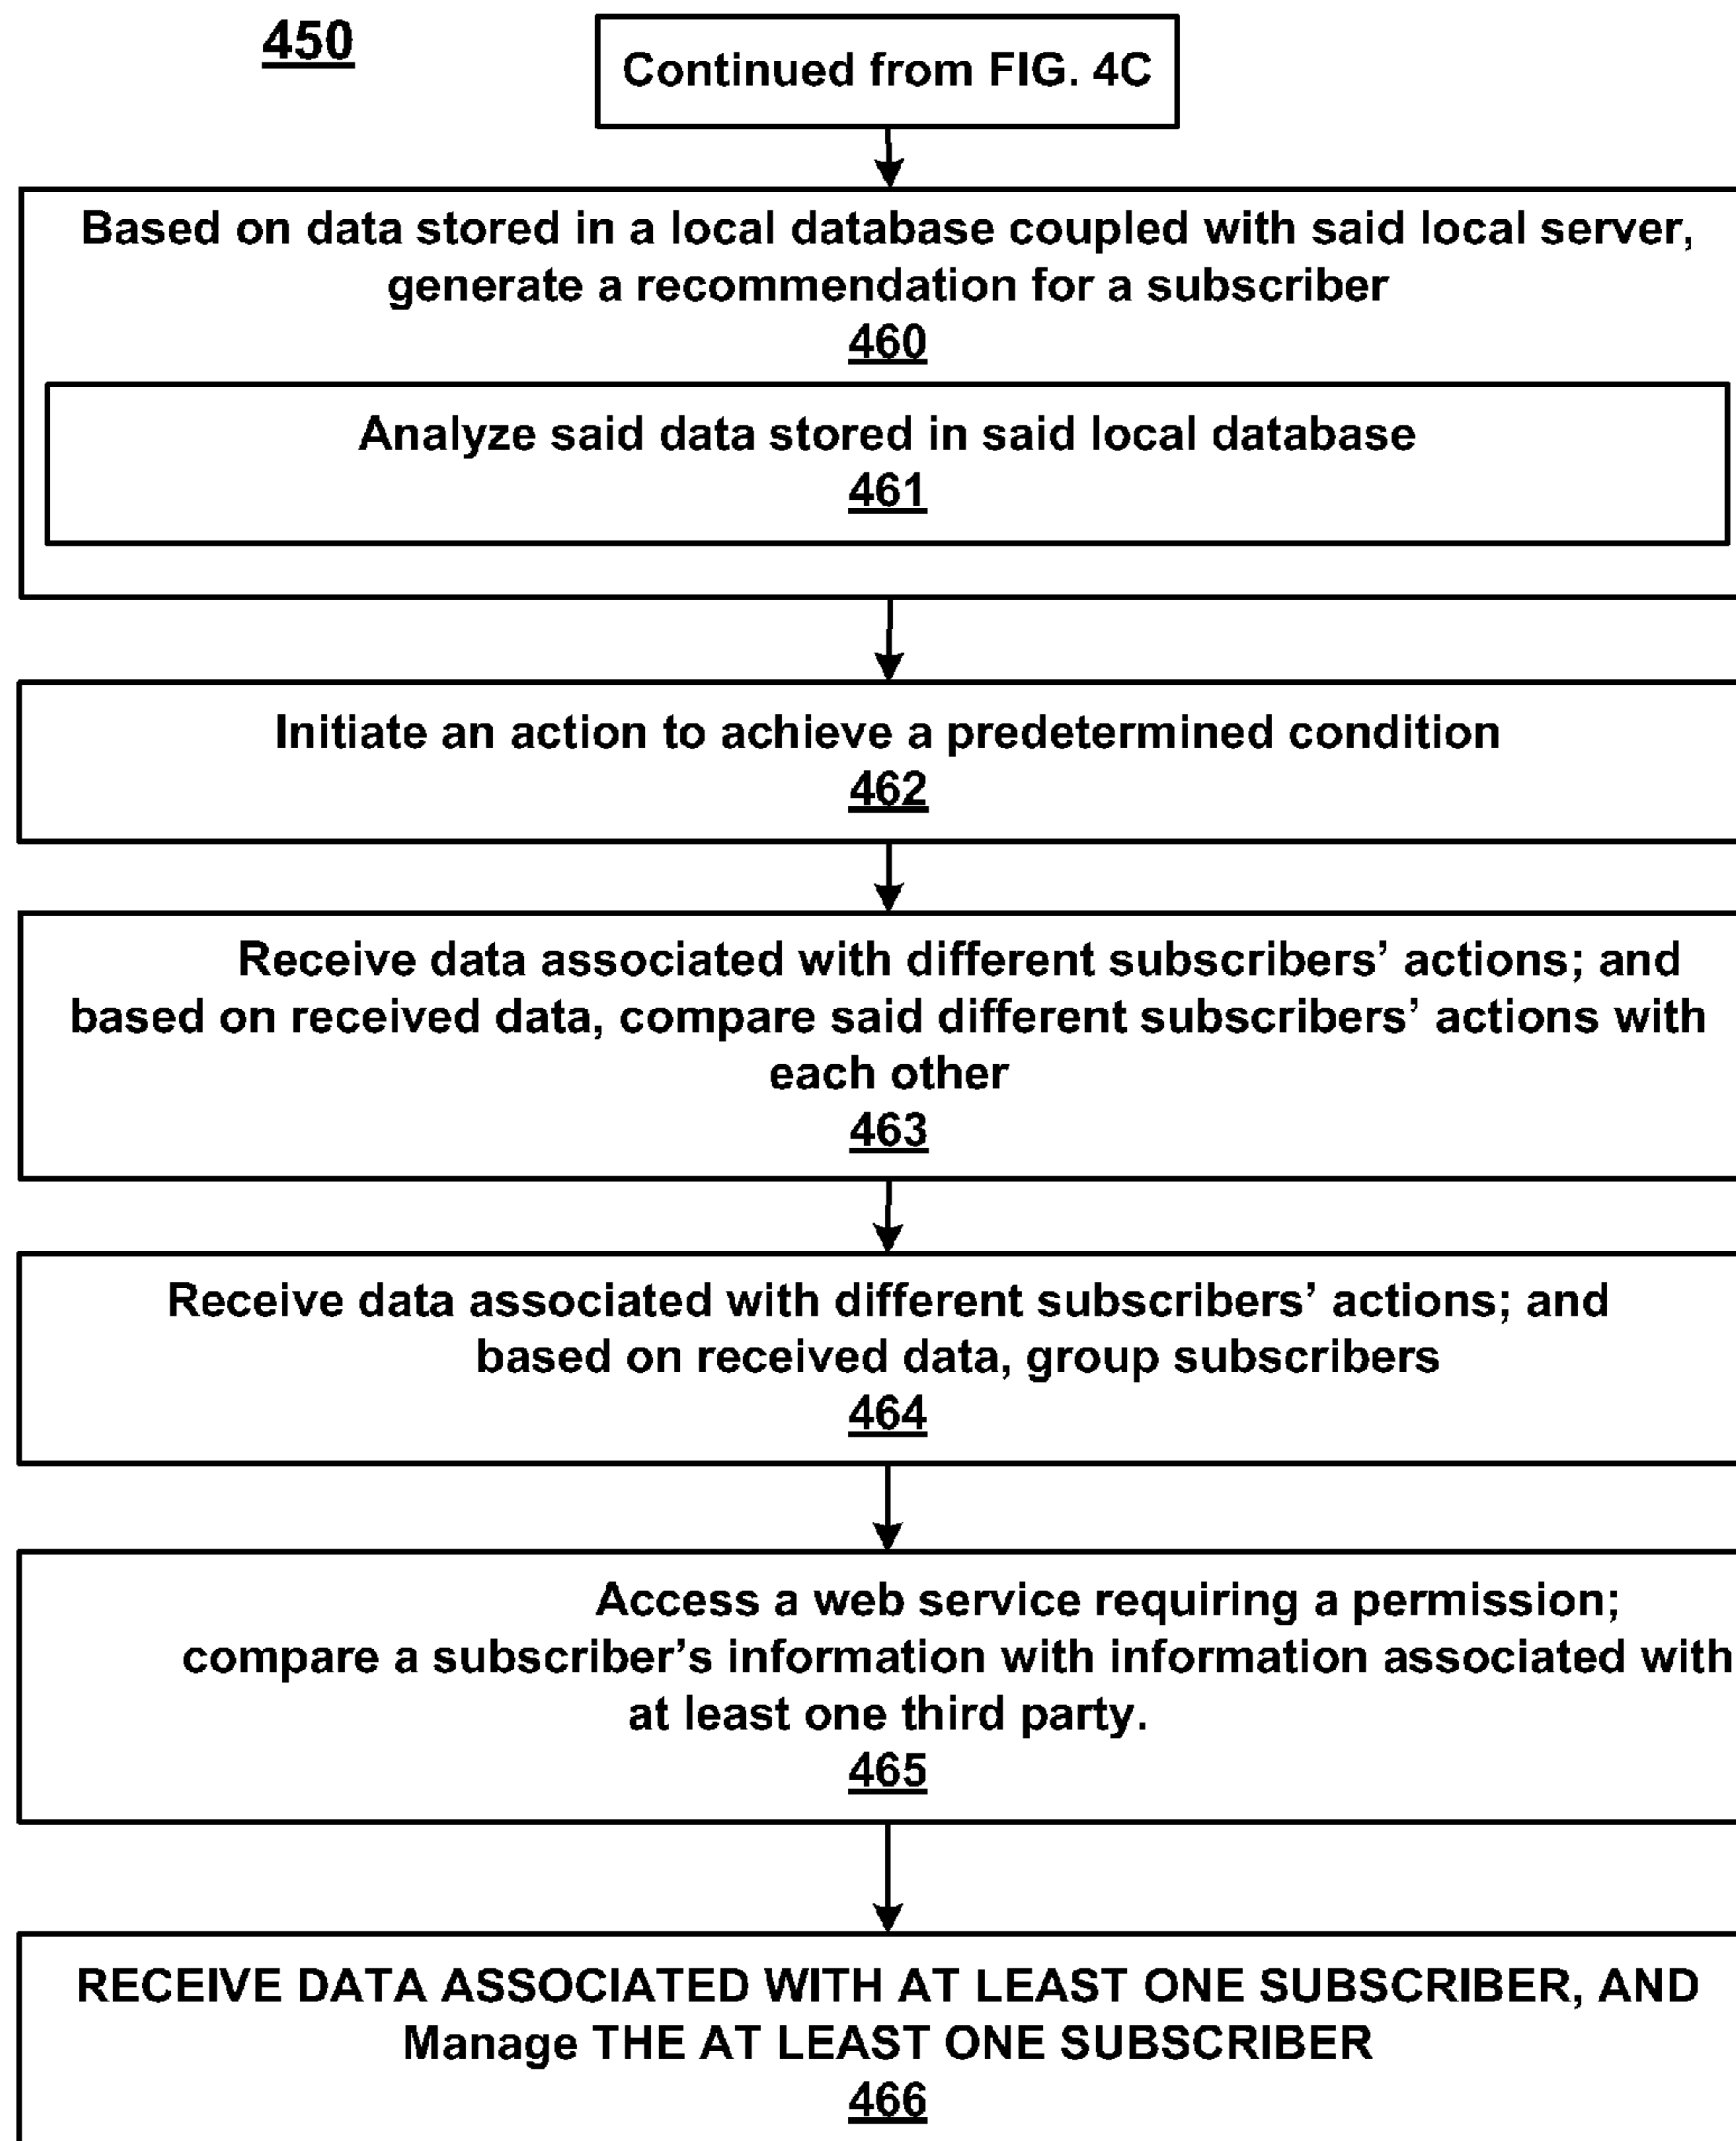 450
Continued from FIG. 4C
Based on data stored in a local database coupled with said local server,
generate a recommendation for a subscriber
460
Analyze said data stored in said local database
461
Initiate an action to achieve a predetermined condition
462
Receive data associated with different subscribers’ actions; and
based on received data, compare said different subscribers’ actions with
each other
463
Receive data associated with different subscribers’ actions; and
based on received data, group subscribers
464
Access a web service requiring a permission;
compare a subscriber’s information with information associated with
at least one third party.
465
RECEIVE DATA ASSOCIATED WITH AT LEAST ONE SUBSCRIBER, AND
Manage THE AT LEAST ONE SUBSCRIBER
466